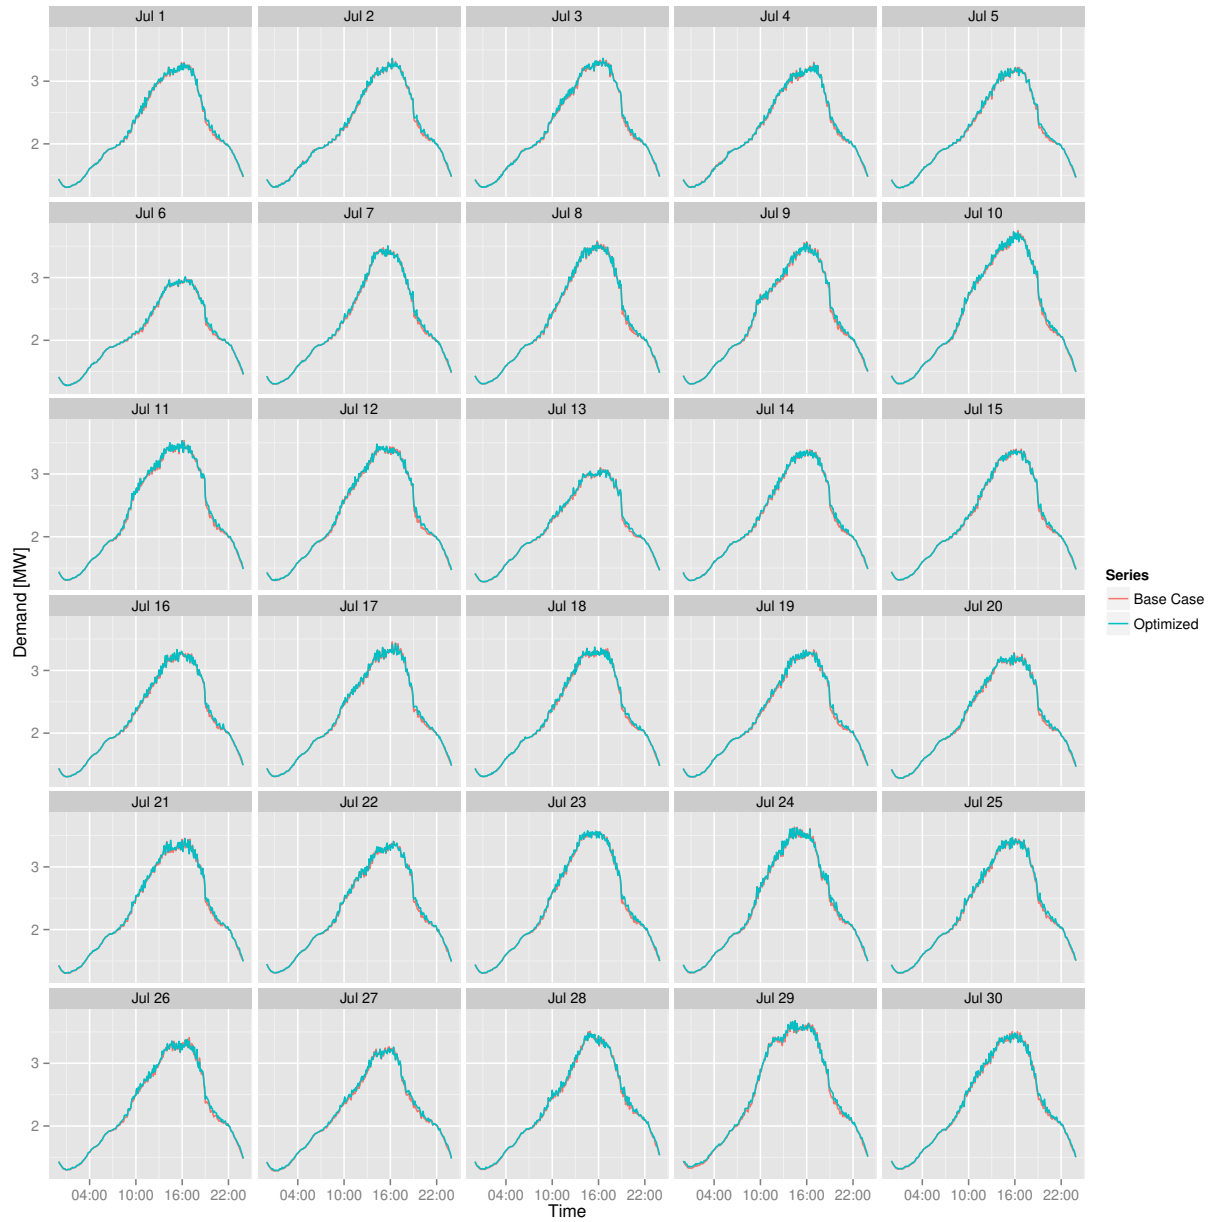 Jul 1 Jul 2 Jul 3 Jul 4 Jul 5
3
2
Jul 6 Jul 7 Jul 8 Jul 9 Jul 10
3
2
Jul 11 Jul 12 Jul 13 Jul 14 Jul 15
3
2
Demand [MW]
Jul 16 Jul 17 Jul 18 Jul 19 Jul 20
3
2
Jul 21 Jul 22 Jul 23 Jul 24 Jul 25
3
2
Jul 26 Jul 27 Jul 28 Jul 29 Jul 30
3
2
04:00 10:00 16:00 22:00 04:00 10:00 16:00 22:00 04:00 10:00 16:00 22:00 04:00 10:00 16:00 22:00 04:00 10:00 16:00 22:00
Time
Series
Base Case
Optimized